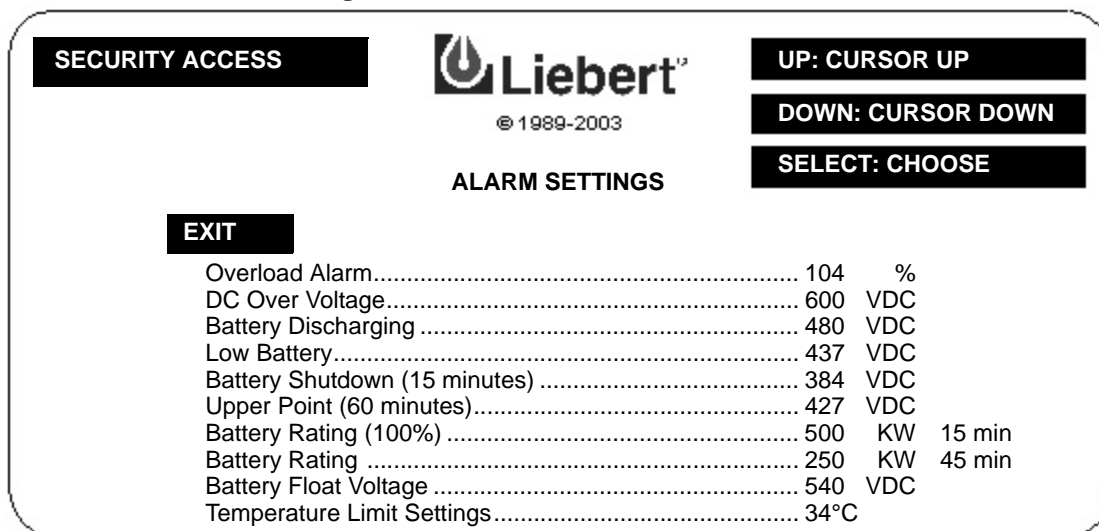 SECURITY ACCESS
Liebert
© 1989-2003
UP: CURSOR UP
DOWN: CURSOR DOWN
SELECT: CHOOSE
ALARM SETTINGS
EXIT
Overload Alarm................................................................ 104 %
DC Over Voltage.............................................................. 600 VDC
Battery Discharging ......................................................... 480 VDC
Low Battery...................................................................... 437 VDC
Battery Shutdown (15 minutes) ....................................... 384 VDC
Upper Point (60 minutes)................................................. 427 VDC
Battery Rating (100%) ..................................................... 500 KW 15 min
Battery Rating ................................................................. 250 KW 45 min
Battery Float Voltage ....................................................... 540 VDC
Temperature Limit Settings.............................................. 34°C